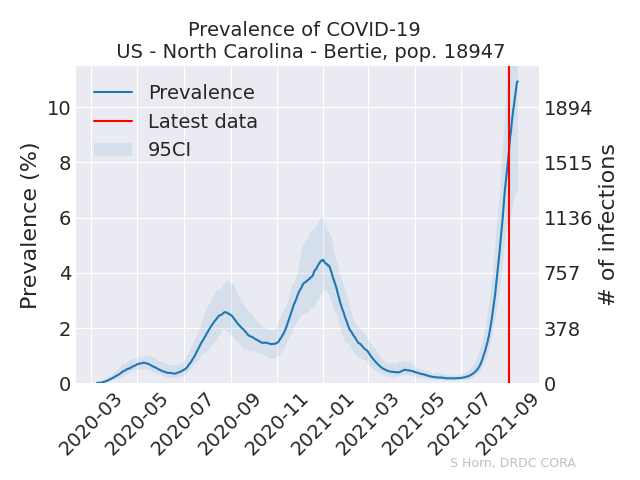 Prevalence of COVID-19
US - North Carolina - Bertie, pop. 18947
Prevalence
Latest data
95CI
Prevalence (%)
10
8
6
4
2
0
1894
1515
1136
757
378
0
# of infections
2020-03
2020-05
2020-07
2020-09
2020-11
2021-01
2021-03
2021-05
2021-07
2021-09
S Horn, DRDC CORA